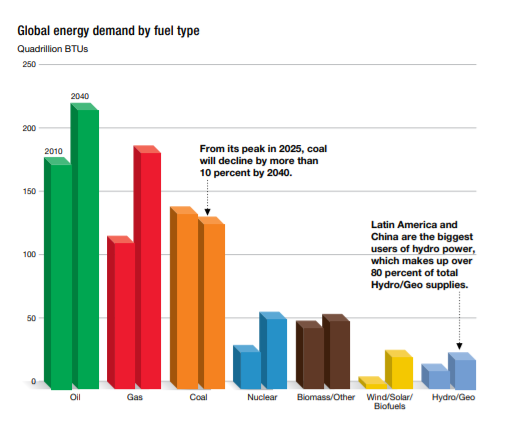 Global energy demand by fuel type
Quadrillion BTUs
250
2040
200
2010
From its peak in 2025, coal
will decline by more than
10 percent by 2040.
150
Latin America and
China are the biggest
users of hydro power,
which makes up over
80 percent of total
Hydro/Geo supplies.
100
50
0
Oil
Gas
Coal
Nuclear
Biomass/Other
Wind/Solar/
Biofuels
Hydro/Geo